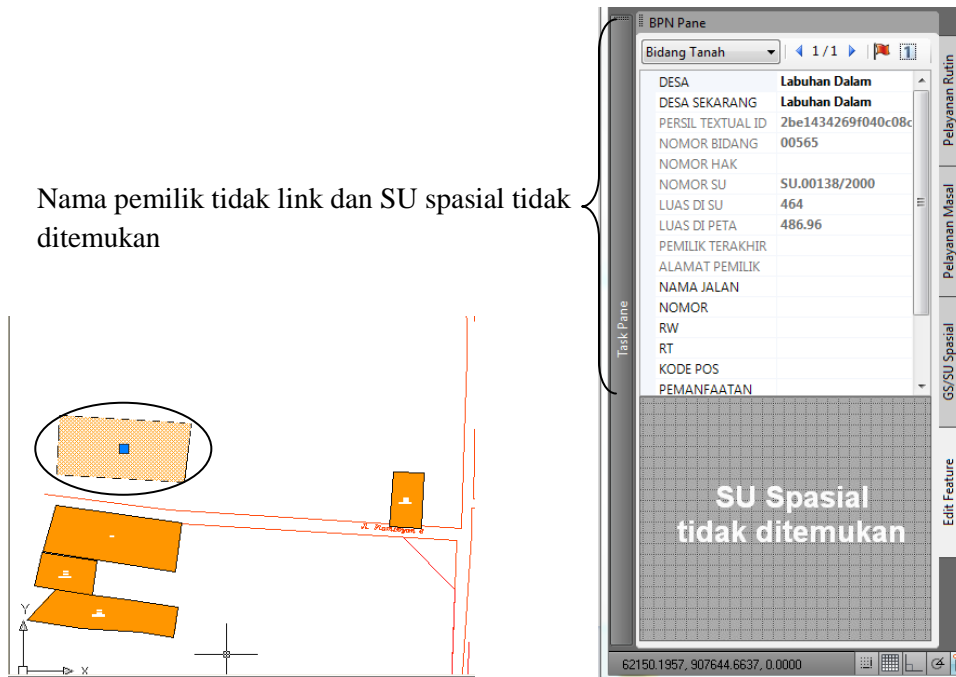 Nama pemilik tidak link dan SU spasial tidak
ditemukan
Y
X
Task Pane
BPN Pane
Bidang Tanah
1/1
1
DESA Labuhan Dalam
DESA SEKARANG Labuhan Dalam
PERSIL TEXTUAL ID 2be1434269f040c08c
NOMOR BIDANG 00565
NOMOR HAK
NOMOR SU SU.00138/2000
LUAS DI SU 464
LUAS DI PETA 486.96
PEMILIK TERAKHIR
ALAMAT PEMILIK
NAMA JALAN
NOMOR
RW
RT
KODE POS
PEMANFAATAN
SU Spasial
tidak ditemukan
Pelayanan Rutin
Pelayanan Masal
GS/SU Spasial
Edit Feature
62150.1957, 907644.6637, 0.0000